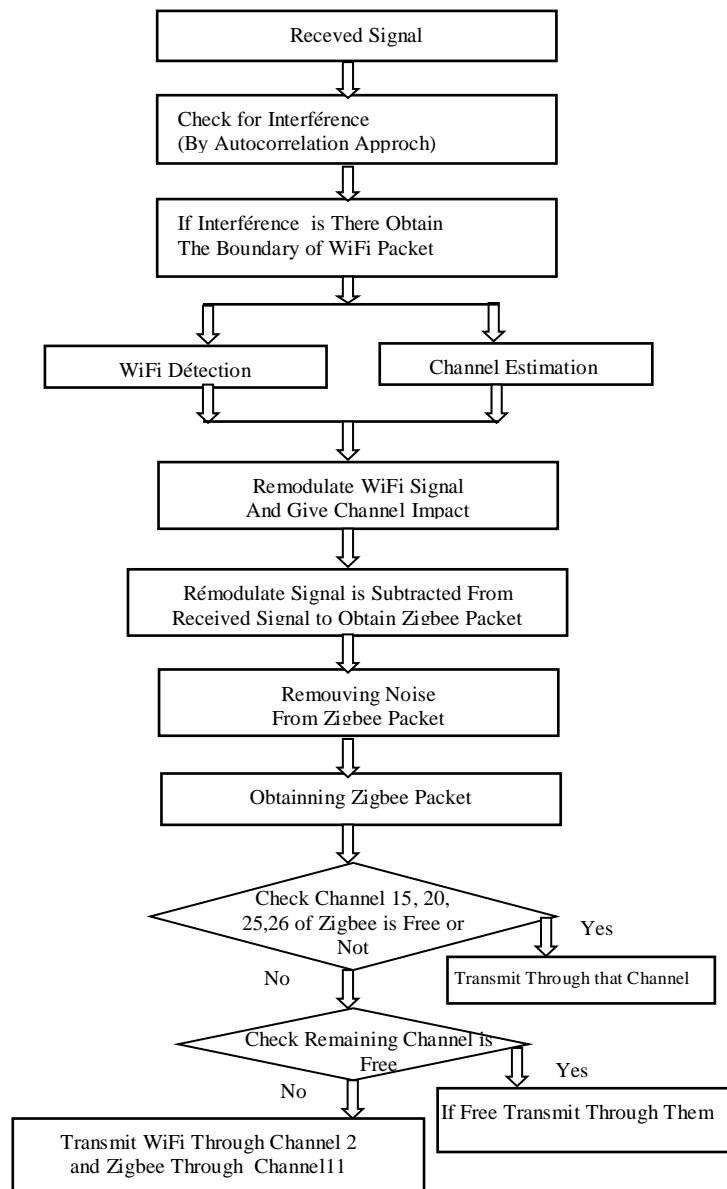 Receved Signal
Check for Interférence
(By Autocorrelation Approch)
If Interférence is There Obtain
The Boundary of WiFi Packet
WiFi Détection
Channel Estimation
Remodulate WiFi Signal
And Give Channel Impact
Rémodulate Signal is Subtracted From
Received Signal to Obtain Zigbee Packet
Remouving Noise
From Zigbee Packet
Obtainning Zigbee Packet
Check Channel 15, 20,
25,26 of Zigbee is Free or
Not
Yes
No
Transmit Through that Channel
Check Remaining Channel is
Free
Yes
No
If Free Transmit Through Them
Transmit WiFi Through Channel 2
and Zigbee Through Channel11